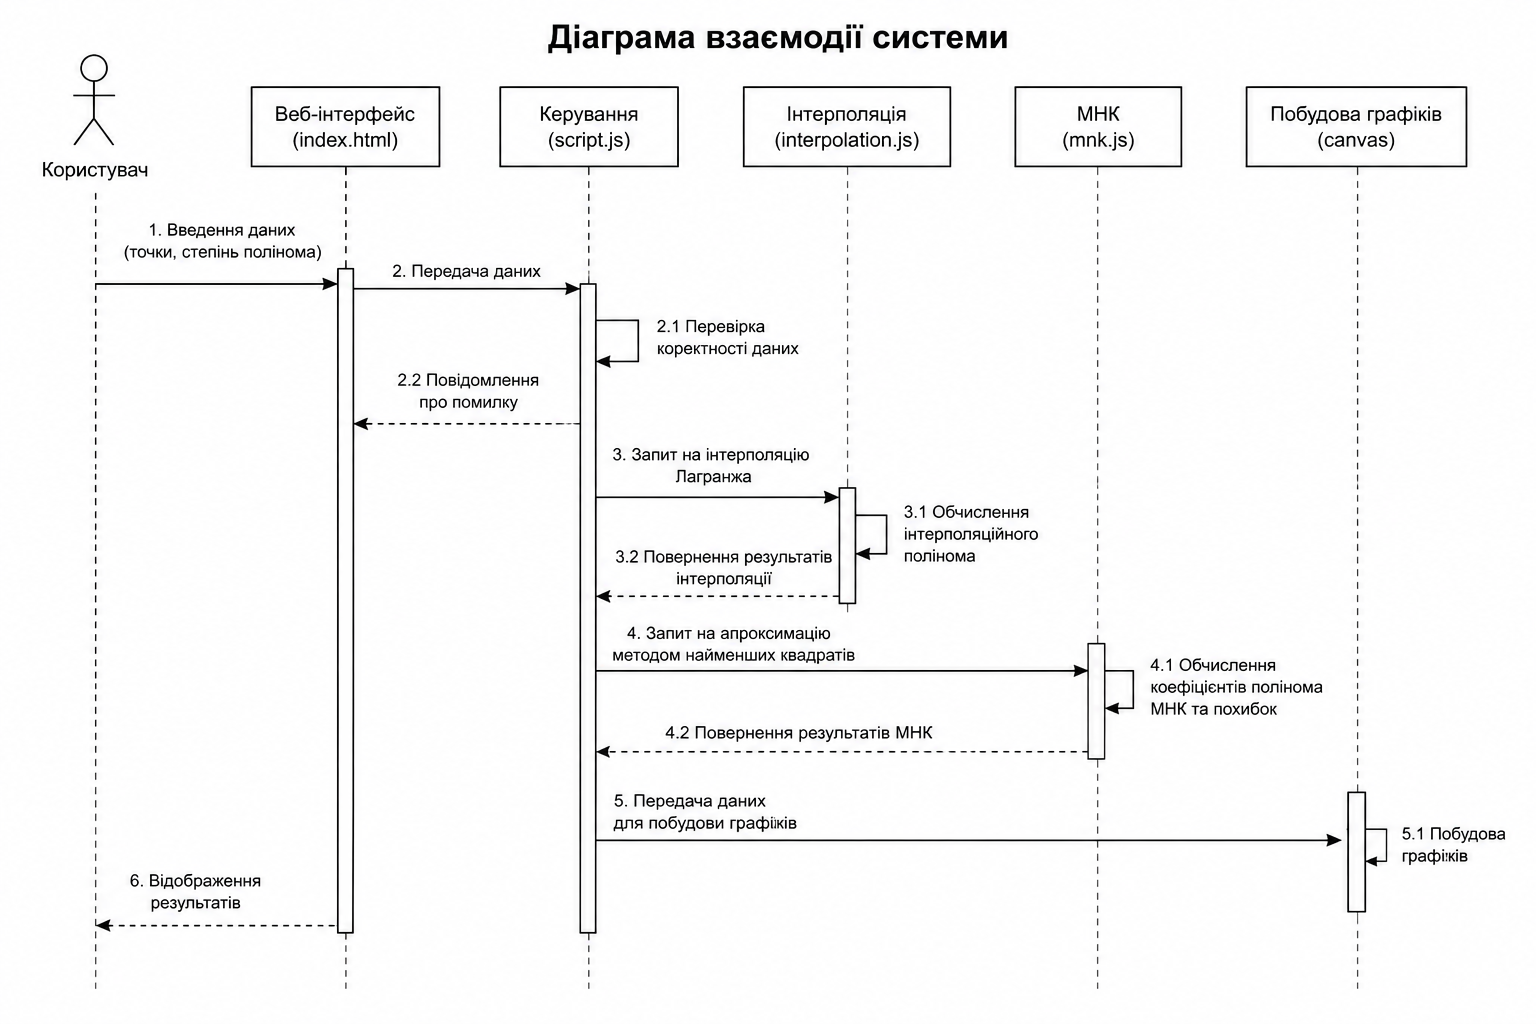 Діаграма взаємодії системи
Користувач
Веб-інтерфейс
(index.html)
Керування
(script.js)
Інтерполяція
(interpolation.js)
МНК
(mnk.js)
Побудова графіків
(canvas)
1. Введення даних
(точки, степінь полінома)
2. Передача даних
2.1 Перевірка
коректності даних
2.2 Повідомлення
про помилку
3. Запит на інтерполяцію
Лагранжа
3.1 Обчислення
інтерполяційного
полінома
3.2 Повернення результатів
інтерполяції
4. Запит на апроксимацію
методом найменших квадратів
4.1 Обчислення
коефіцієнтів полінома
МНК та похибок
4.2 Повернення результатів МНК
5. Передача даних
для побудови графіків
5.1 Побудова
графіків
6. Відображення
результатів